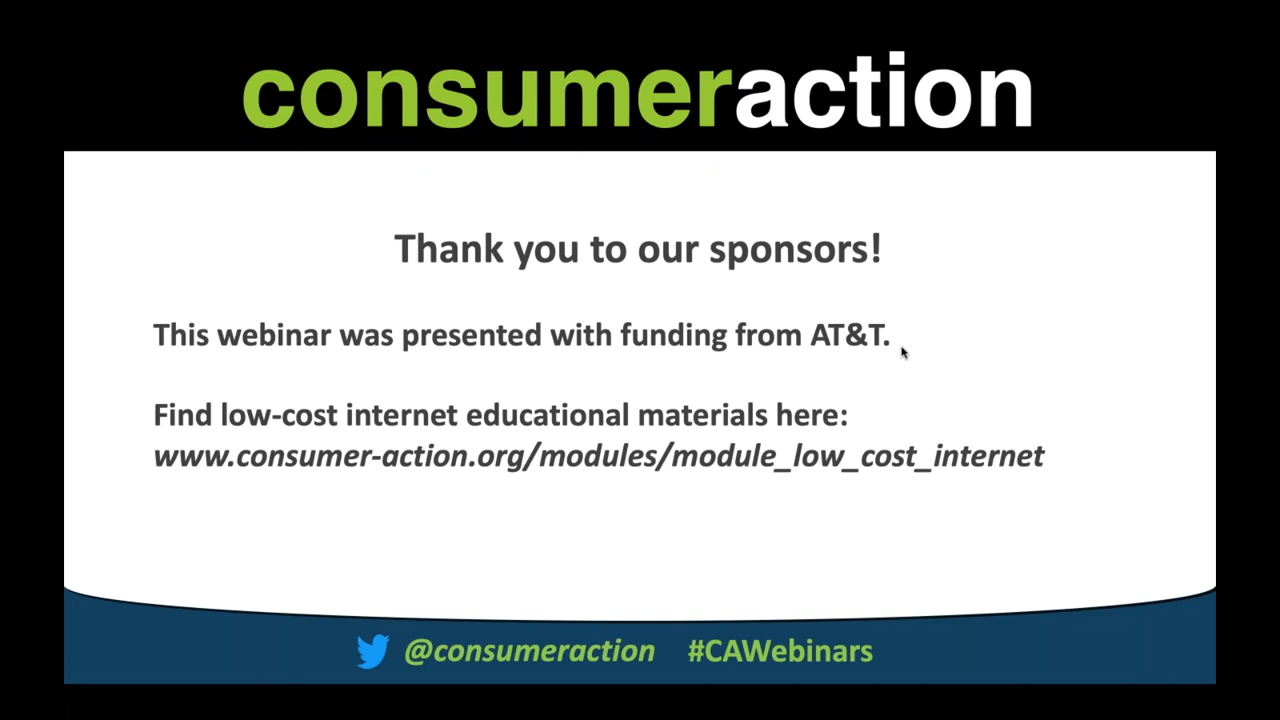 consumeraction
Thank you to our sponsors!
This webinar was presented with funding from AT&T.
Find low-cost internet educational materials here:
www.consumer-action.org/modules/module_low_cost_internet
@consumeraction #CAWebinars